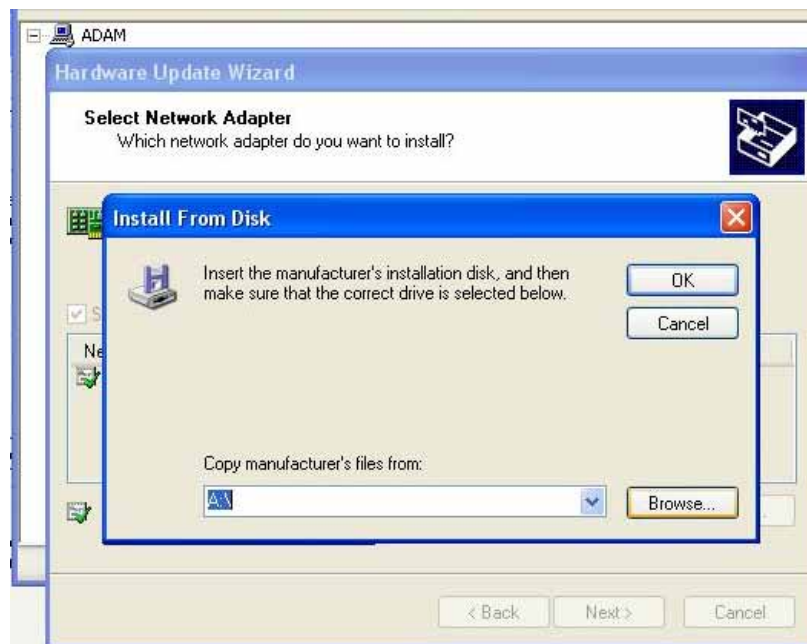 ADAM
Hardware Update Wizard
Select Network Adapter
Which network adapter do you want to install?
Install From Disk
Insert the manufacturer's installation disk, and then
make sure that the correct drive is selected below.
OK
Cancel
S
Ne
Copy manufacturer's files from:
A:\
Browse...
< Back
Next >
Cancel